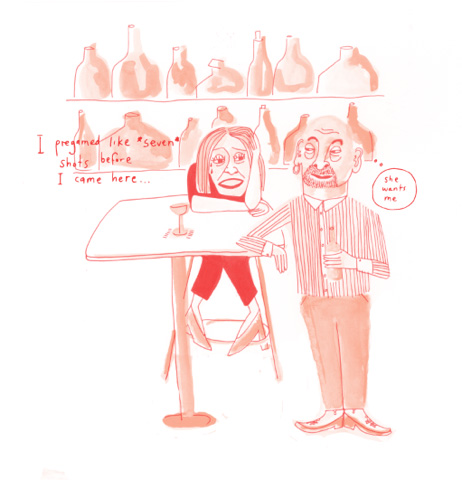 I pregamed like *seven*
shots before
I came here...
she
wants
me